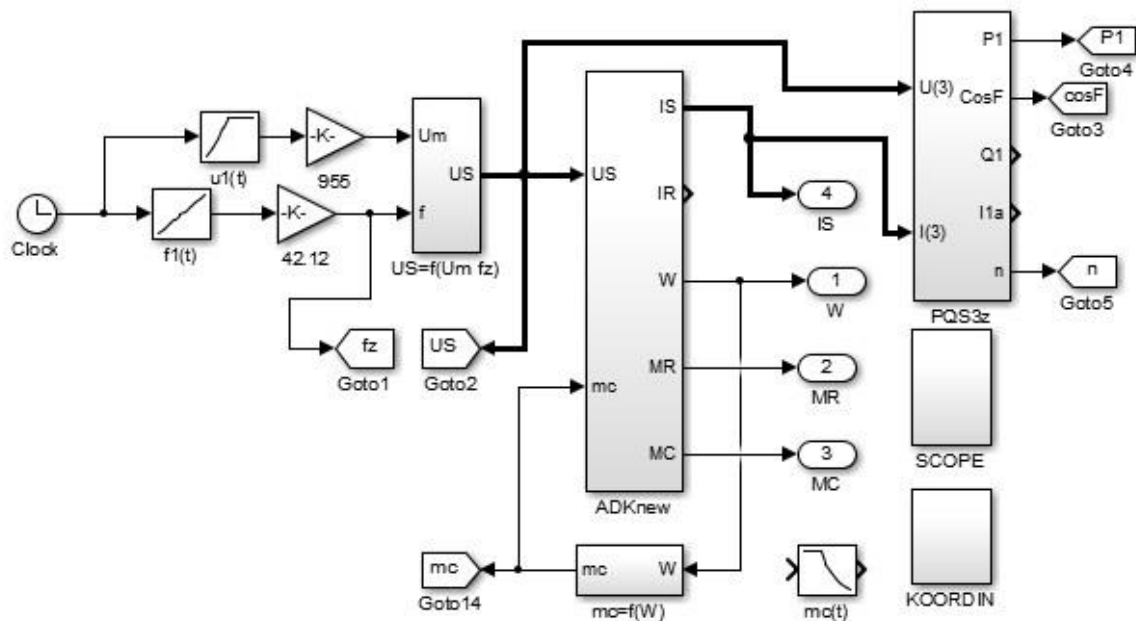 P1
P1
Goto4
U(3)
CosF
cosF
Goto3
IS
Um
-K-
u1(t)
955
US
US
Q1
IR
4
IS
I1a
f
-K-
I(3)
Clock
f1(t)
42.12
US=f(Um fz)
n
n
Goto5
W
1
W
PQS3z
fz
Goto1
US
Goto2
mc
MR
2
MR
MC
3
MC
SCOPE
ADKnew
mc
Goto14
mc
W
mc=f(W)
mc(t)
KOORDIN